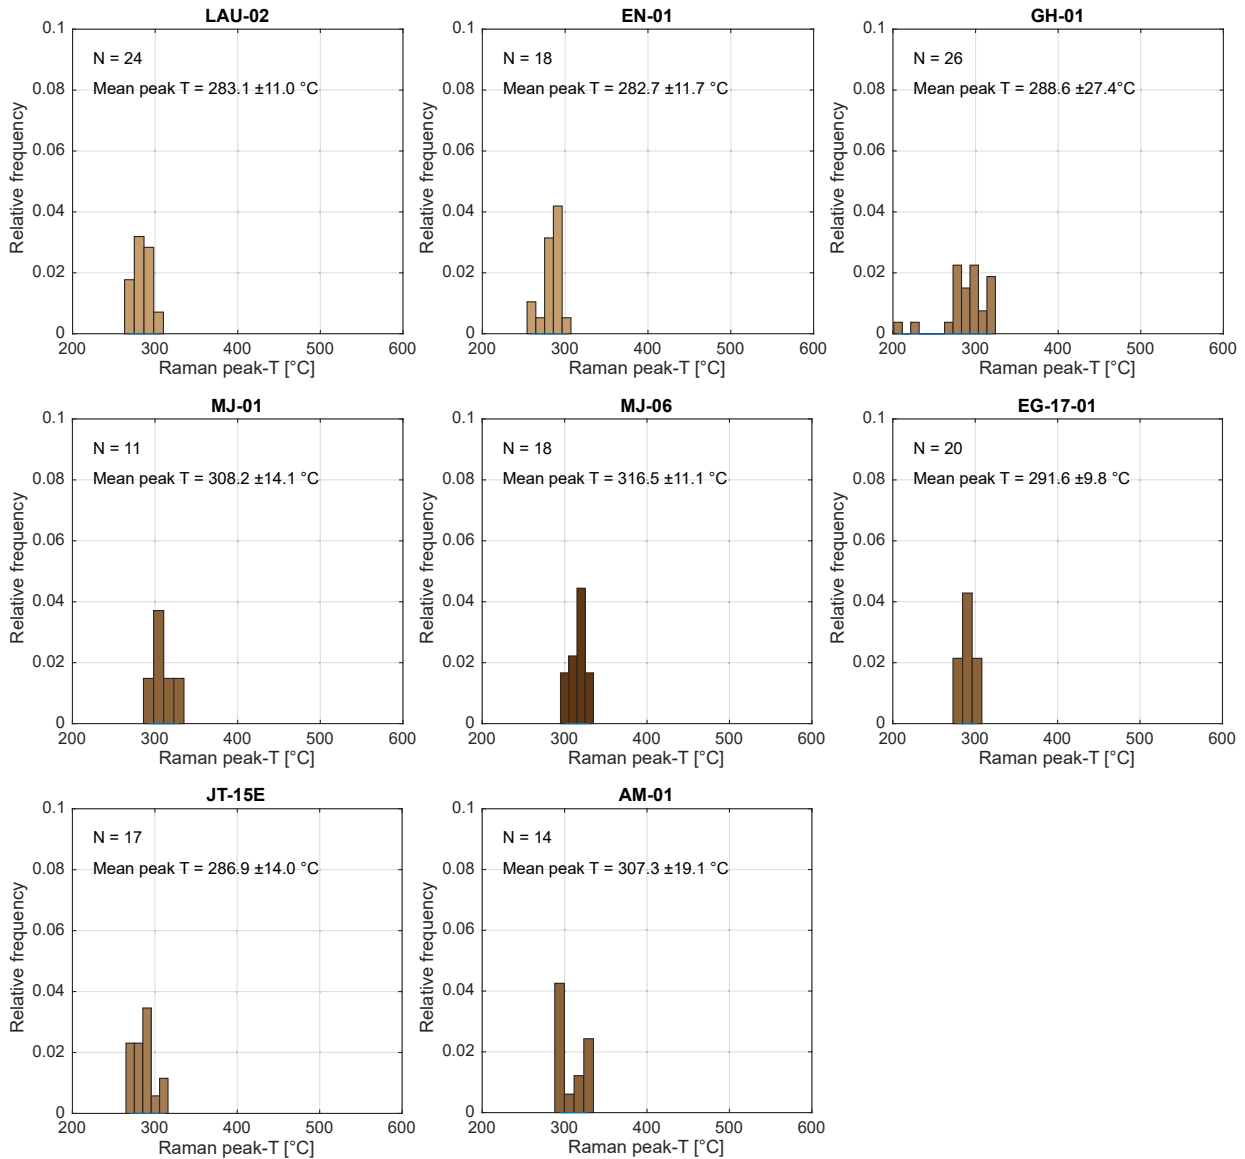 LAU-02
0.1
N = 24
Mean peak T = 283.1 ±11.0 °C
0.08
0.06
0.04
0.02
0
Relative frequency
200 300 400 500 600
Raman peak-T [°C]
EN-01
0.1
N = 18
Mean peak T = 282.7 ±11.7 °C
0.08
0.06
0.04
0.02
0
Relative frequency
200 300 400 500 600
Raman peak-T [°C]
GH-01
0.1
N = 26
Mean peak T = 288.6 ±27.4°C
0.08
0.06
0.04
0.02
0
Relative frequency
200 300 400 500 600
Raman peak-T [°C]
MJ-01
0.1
N = 11
Mean peak T = 308.2 ±14.1 °C
0.08
0.06
0.04
0.02
0
Relative frequency
200 300 400 500 600
Raman peak-T [°C]
MJ-06
0.1
N = 18
Mean peak T = 316.5 ±11.1 °C
0.08
0.06
0.04
0.02
0
Relative frequency
200 300 400 500 600
Raman peak-T [°C]
EG-17-01
0.1
N = 20
Mean peak T = 291.6 ±9.8 °C
0.08
0.06
0.04
0.02
0
Relative frequency
200 300 400 500 600
Raman peak-T [°C]
JT-15E
0.1
N = 17
Mean peak T = 286.9 ±14.0 °C
0.08
0.06
0.04
0.02
0
Relative frequency
200 300 400 500 600
Raman peak-T [°C]
AM-01
0.1
N = 14
Mean peak T = 307.3 ±19.1 °C
0.08
0.06
0.04
0.02
0
Relative frequency
200 300 400 500 600
Raman peak-T [°C]